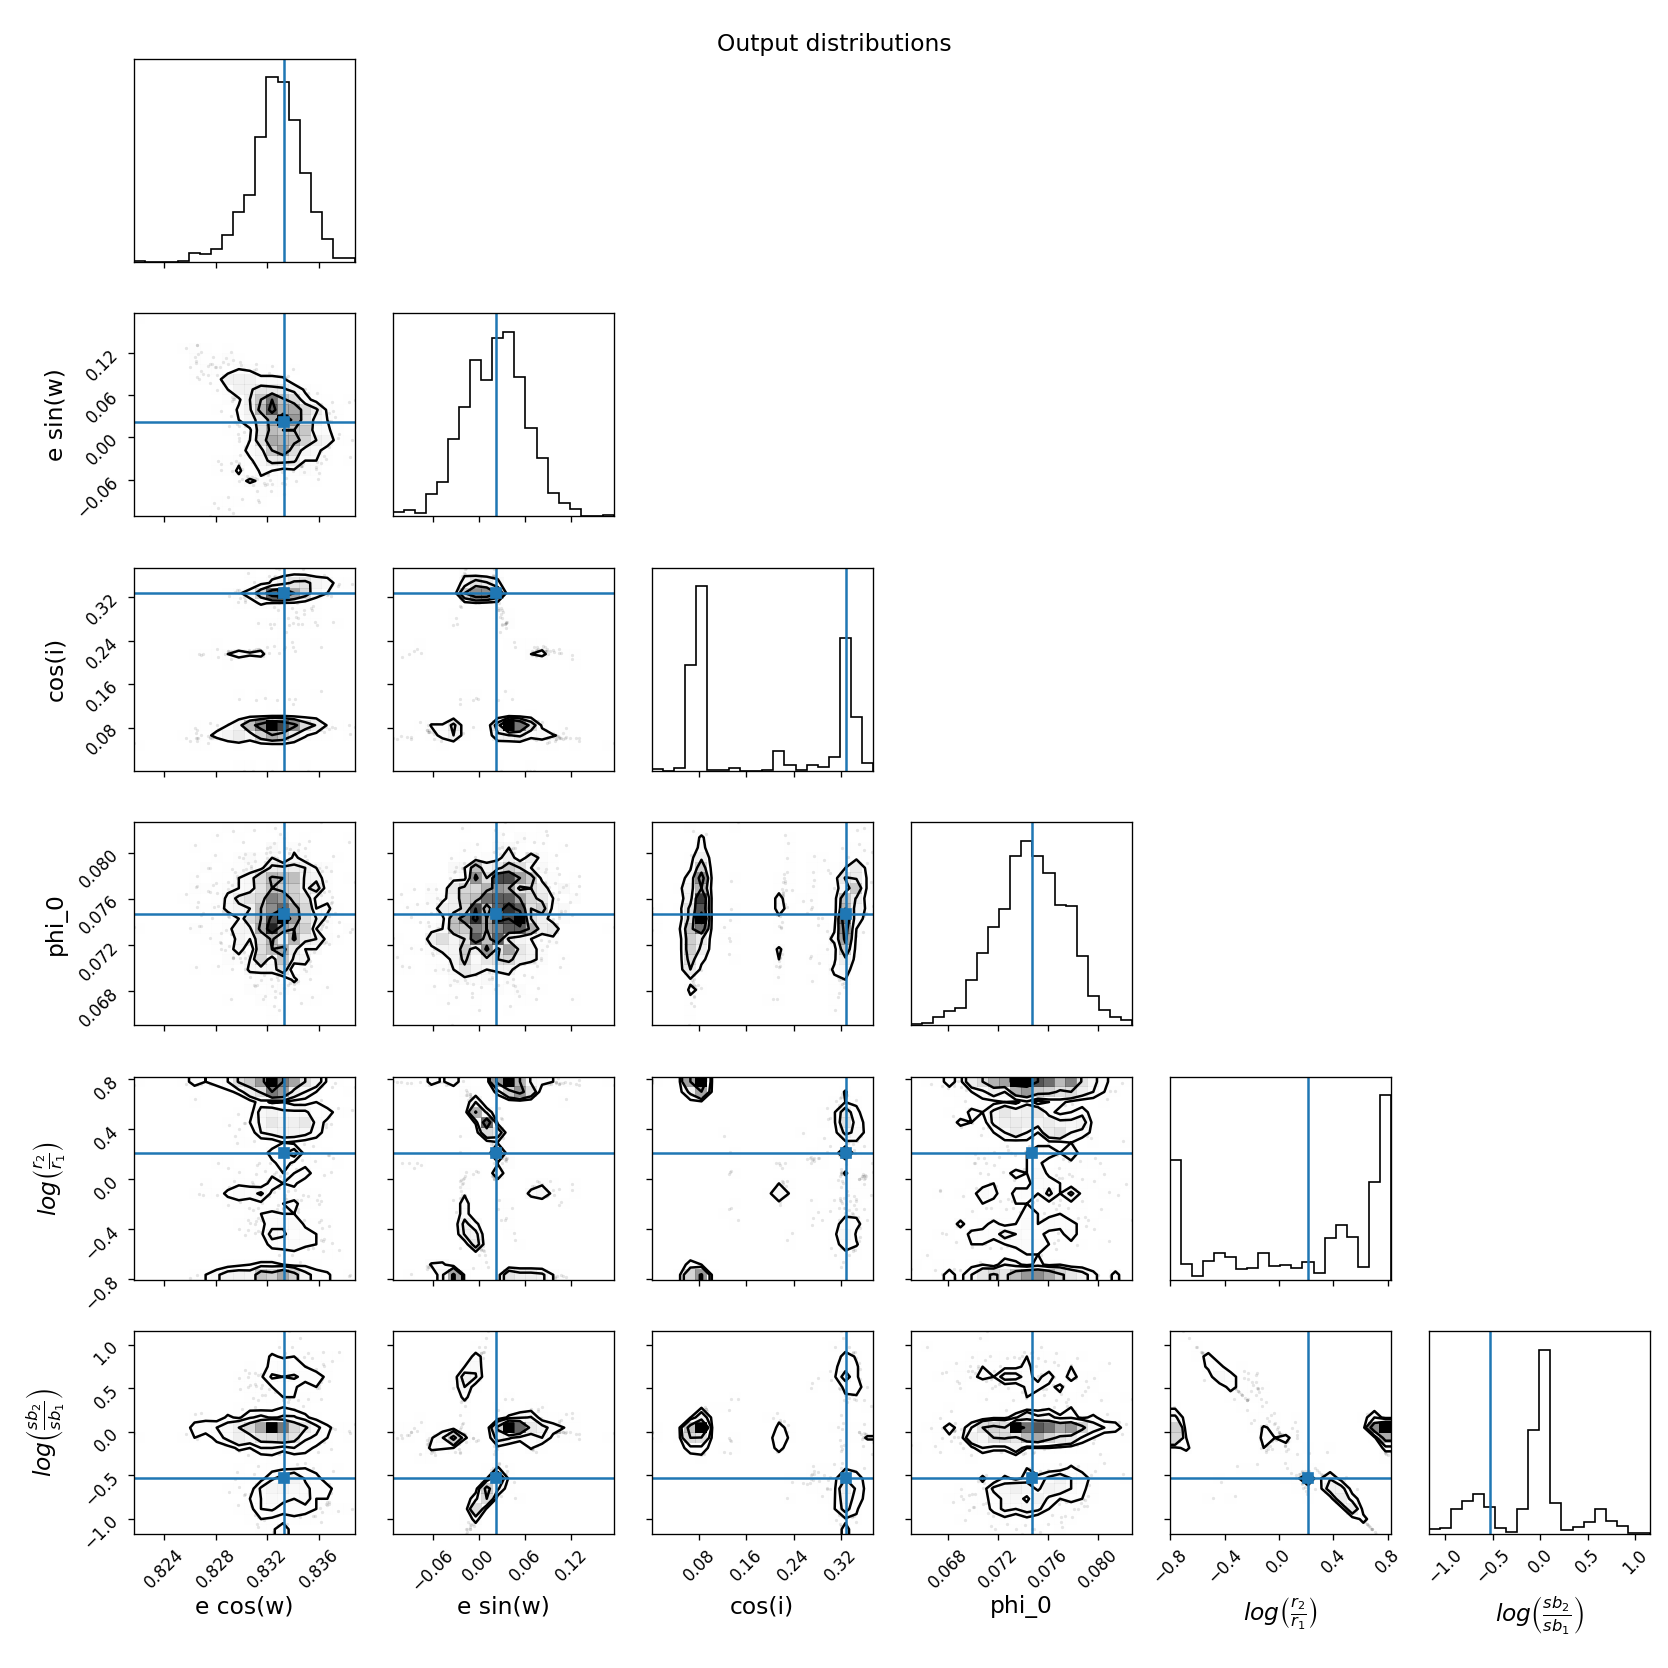 Output distributions
e sin(w)
0.12
0.06
0.00
−0.06
cos(i)
0.32
0.24
0.16
0.08
phi_0
0.080
0.076
0.072
0.068
log(r2/r1)
0.8
0.4
0.0
−0.4
−0.8
log(sb2/sb1)
1.0
0.5
0.0
−0.5
−1.0
0.824 0.828 0.832 0.836
−0.06 0.00 0.06 0.12
0.08 0.16 0.24 0.32
0.068 0.072 0.076 0.080
−0.8 −0.4 0.0 0.4 0.8
−1.0 −0.5 0.0 0.5 1.0
e cos(w)
e sin(w)
cos(i)
phi_0
log(r2/r1)
log(sb2/sb1)